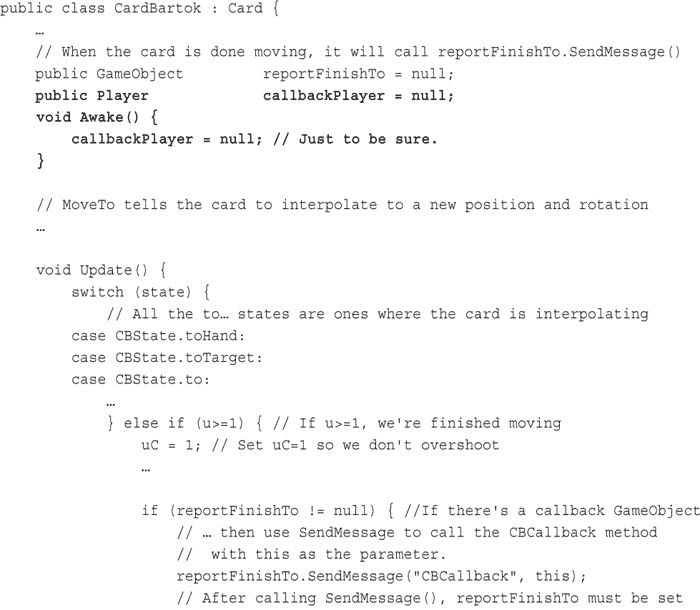 public class CardBartok : Card {
…
// When the card is done moving, it will call reportFinishTo.SendMessage()
public GameObject          reportFinishTo = null;
public Player              callbackPlayer = null;
void Awake() {
callbackPlayer = null; // Just to be sure.
}
// MoveTo tells the card to interpolate to a new position and rotation
…
void Update() {
switch (state) {
// All the to… states are ones where the card is interpolating
case CBState.toHand:
case CBState.toTarget:
case CBState.to:
…
} else if (u>=1) { // If u>=1, we're finished moving
uC = 1; // Set uC=1 so we don't overshoot
…
if (reportFinishTo != null) { //If there's a callback GameObject
// … then use SendMessage to call the CBCallback method
//  with this as the parameter.
reportFinishTo.SendMessage("CBCallback", this);
// After calling SendMessage(), reportFinishTo must be set